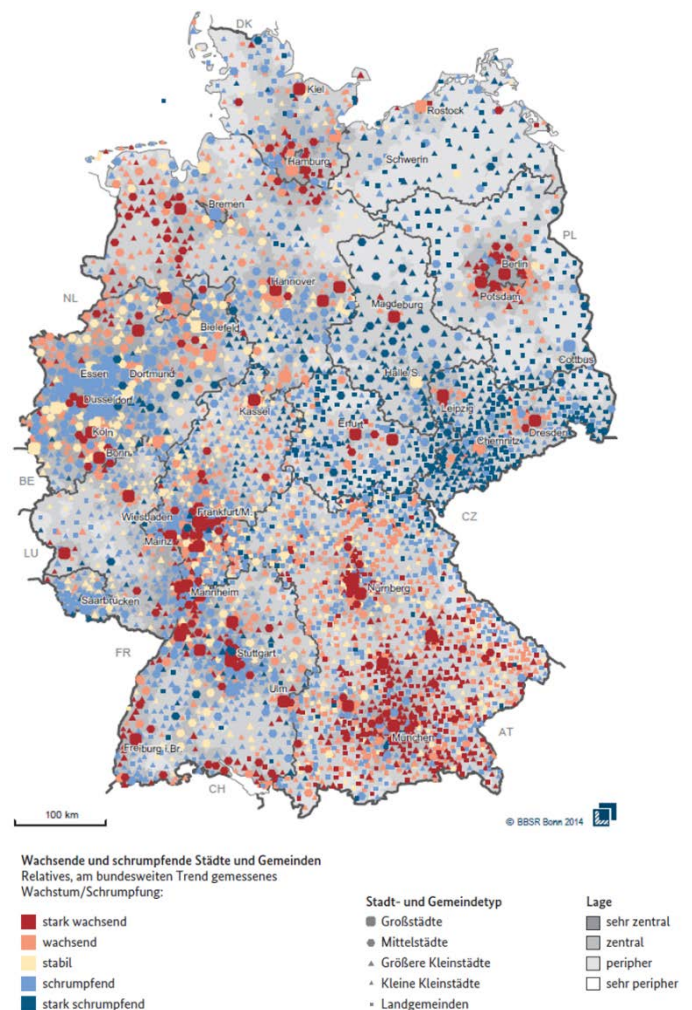 DK
Kiel
Rostock
Hamburg
Schwerin
Bremen
PL
Berlin
NL
Hannover
Potsdam
Magdeburg
Bielefeld
Essen
Dortmund
Cottbus
Halle S.
Düsseldorf
Leipzig
Kassel
Köln
Erfurt
Dresden
Chemnitz
Bonn
BE
Wiesbaden
Frankfurt/M.
CZ
Mainz
LU
Mannheim
Nürnberg
Saarbrücken
FR
Stuttgart
Ulm
AT
München
Freiburg i.Br.
CH
100 km
© BBSR Bonn 2014
Wachsende und schrumpfende Städte und Gemeinden
Relatives, am bundesweiten Trend gemessenes
Wachstum/Schrumpfung:
stark wachsend
wachsend
stabil
schrumpfend
stark schrumpfend
Stadt- und Gemeindetyp
Großstädte
Mittelstädte
Größere Kleinstädte
Kleine Kleinstädte
Landgemeinden
Lage
sehr zentral
zentral
peripher
sehr peripher